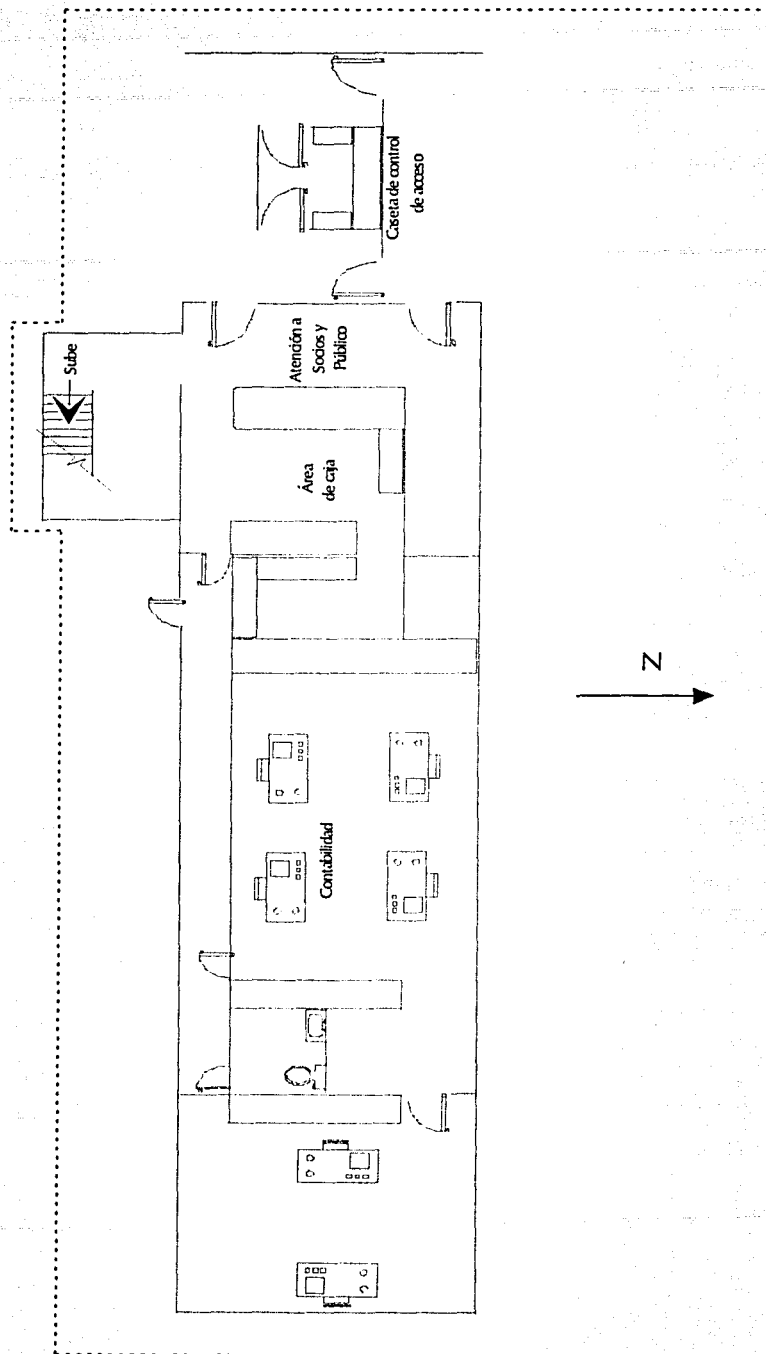 Sube
Caseta de control
de acceso
Atención a
Socios y
Público
Área
de caja
Contabilidad
N